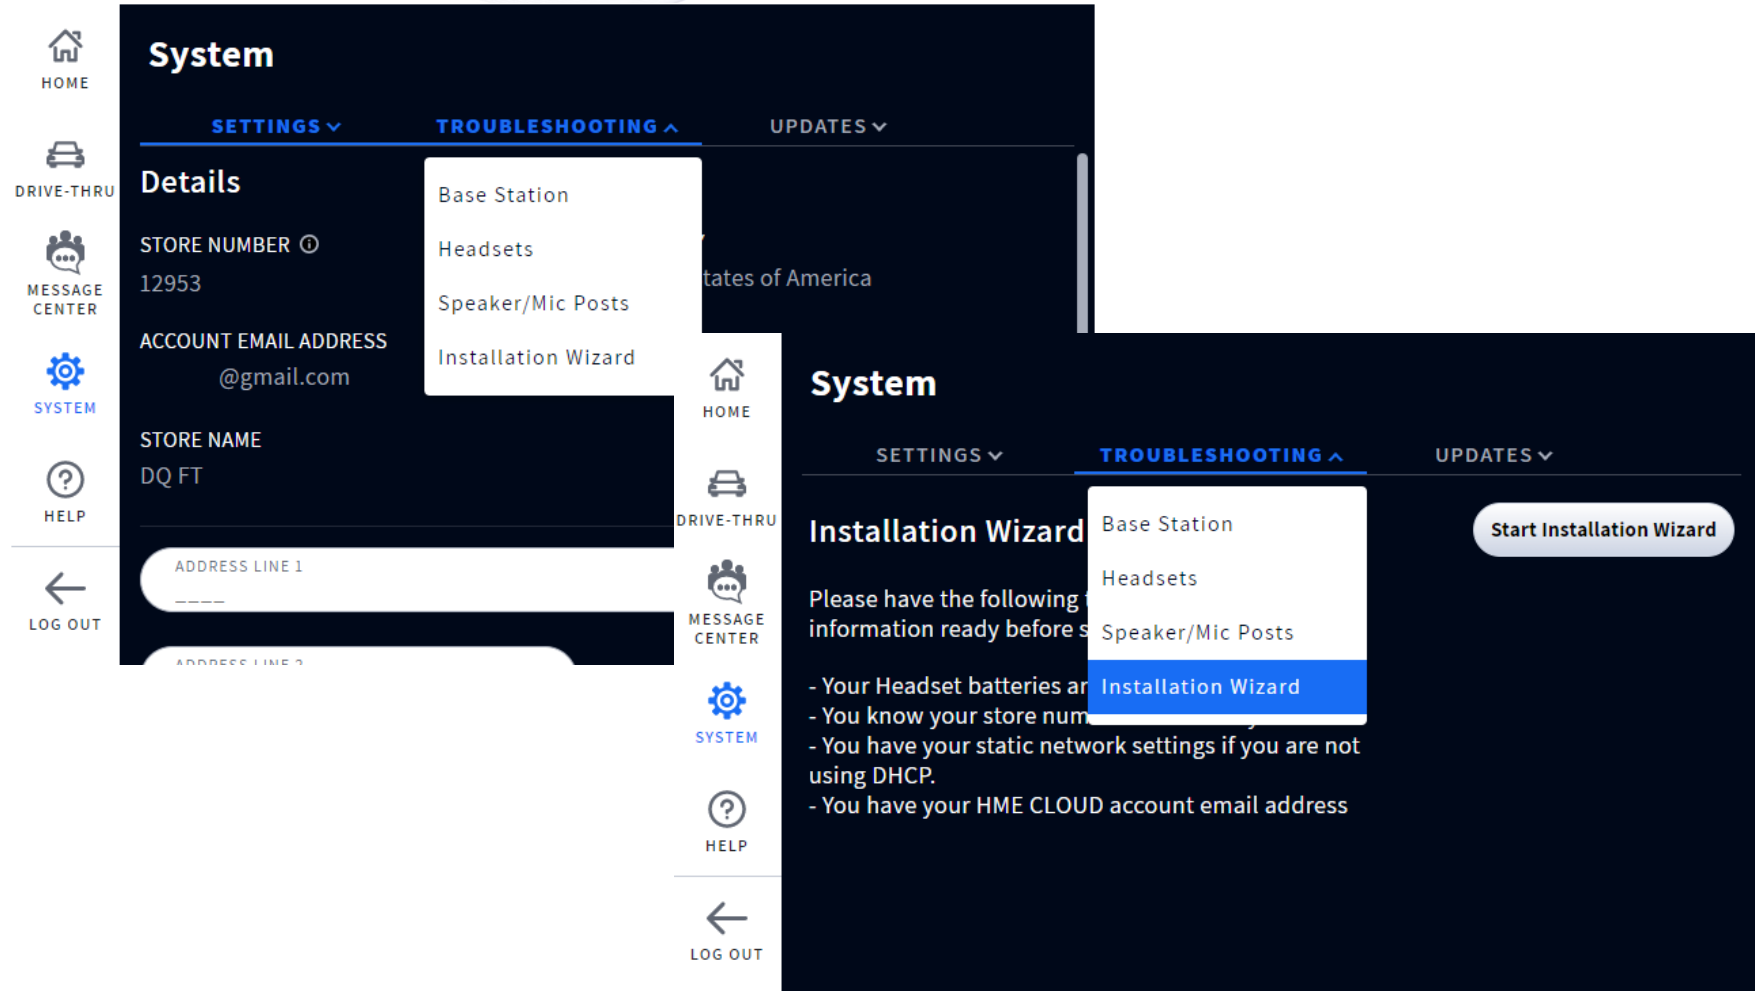 HOME
DRIVE-THRU
MESSAGE
CENTER
SYSTEM
HELP
LOG OUT
System
SETTINGS
TROUBLESHOOTING
UPDATES
Details
STORE NUMBER
12953
ACCOUNT EMAIL ADDRESS
@gmail.com
STORE NAME
DQ FT
ADDRESS LINE 1
____
Base Station
Headsets
Speaker/Mic Posts
Installation Wizard
tates of America
HOME
DRIVE-THRU
MESSAGE
CENTER
SYSTEM
HELP
LOG OUT
System
SETTINGS
TROUBLESHOOTING
UPDATES
Installation Wizard
Start Installation Wizard
Please have the following
information ready before s
- Your Headset batteries ar
- You know your store num
- You have your static network settings if you are not
using DHCP.
- You have your HME CLOUD account email address
Base Station
Headsets
Speaker/Mic Posts
Installation Wizard